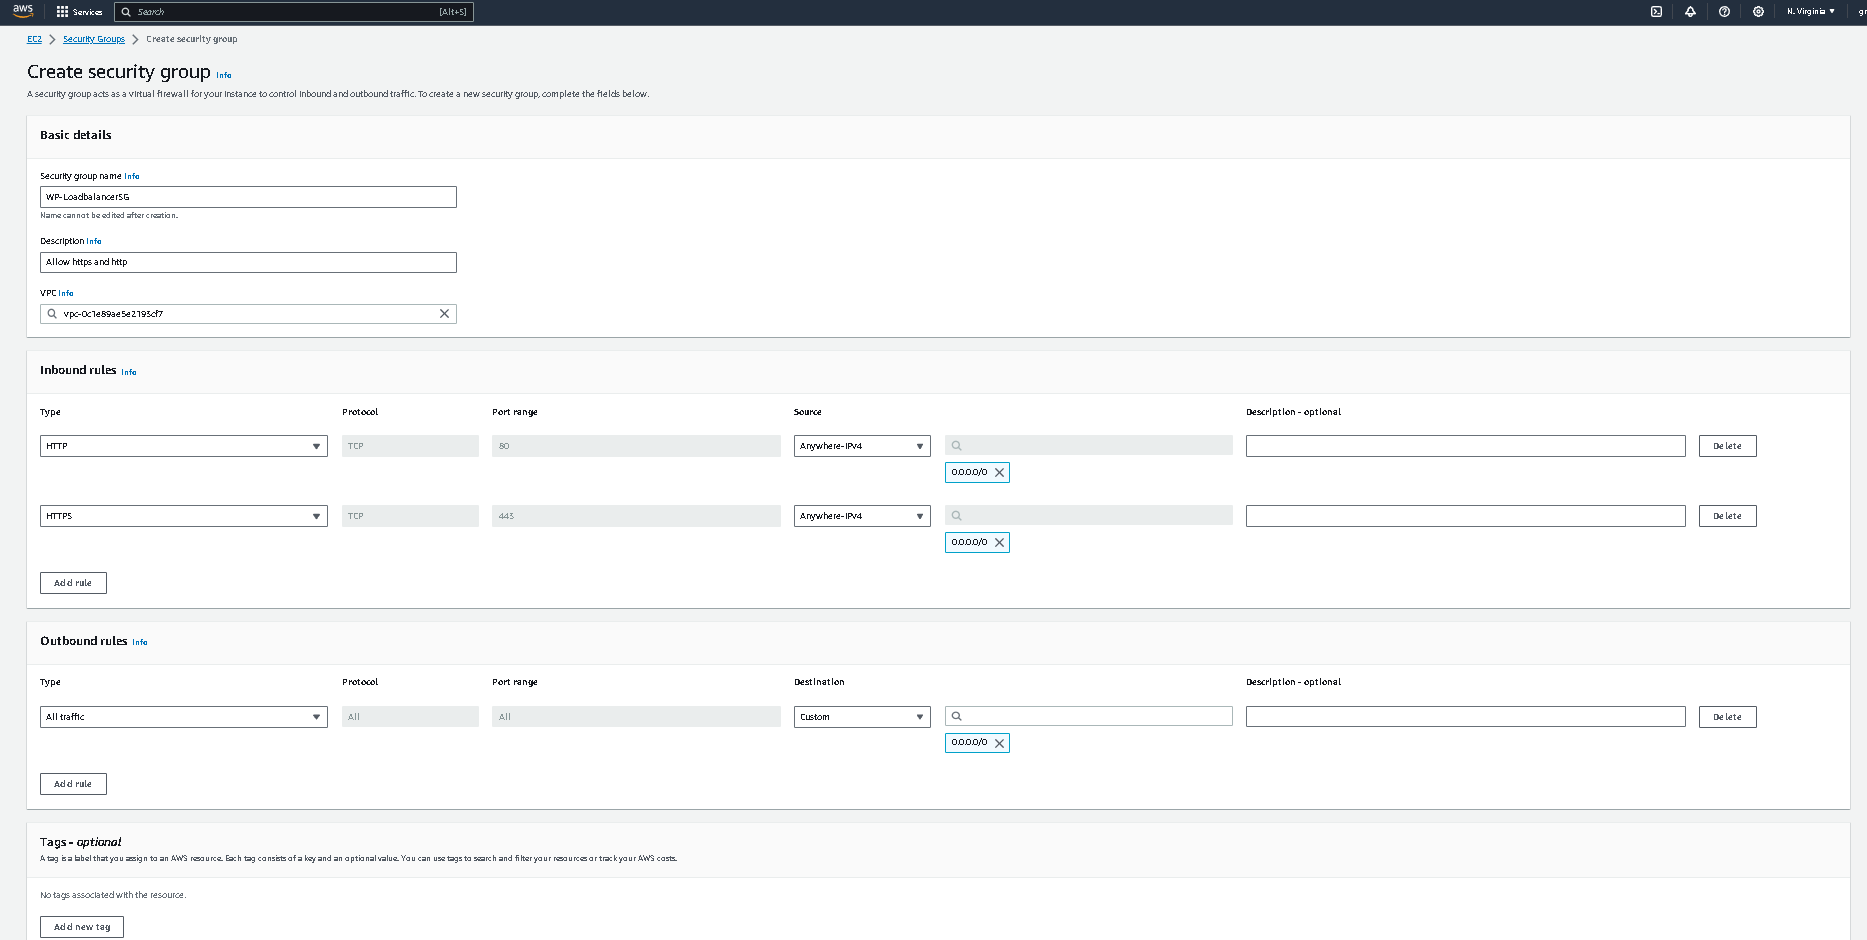 aws Services Search [Alt+S] N. Virginia
EC2 Security Groups Create security group
Create security group Info
A security group acts as a virtual firewall for your instance to control inbound and outbound traffic. To create a new security group, complete the fields below.
Basic details
Security group name Info
WP-LoadbalancerSG
Name cannot be edited after creation.
Description Info
Allow https and http
VPC Info
vpc-0c1e89ae5e2193cf7
Inbound rules Info
Type Protocol Port range Source Description - optional
HTTP TCP 80 Anywhere-IPv4 Delete
0.0.0.0/0
HTTPS TCP 443 Anywhere-IPv4 Delete
0.0.0.0/0
Add rule
Outbound rules Info
Type Protocol Port range Destination Description - optional
All traffic All All Custom Delete
0.0.0.0/0
Add rule
Tags - optional
A tag is a label that you assign to an AWS resource. Each tag consists of a key and an optional value. You can use tags to search and filter your resources or track your AWS costs.
No tags associated with the resource.
Add new tag